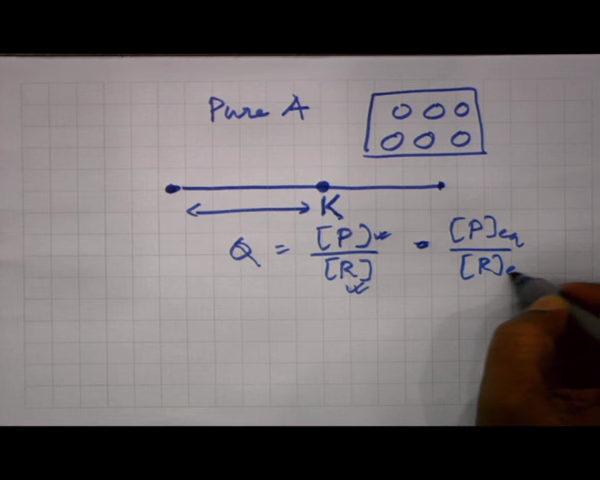 Pure A
K
Q = [P] / [R] · [P]eq / [R]e